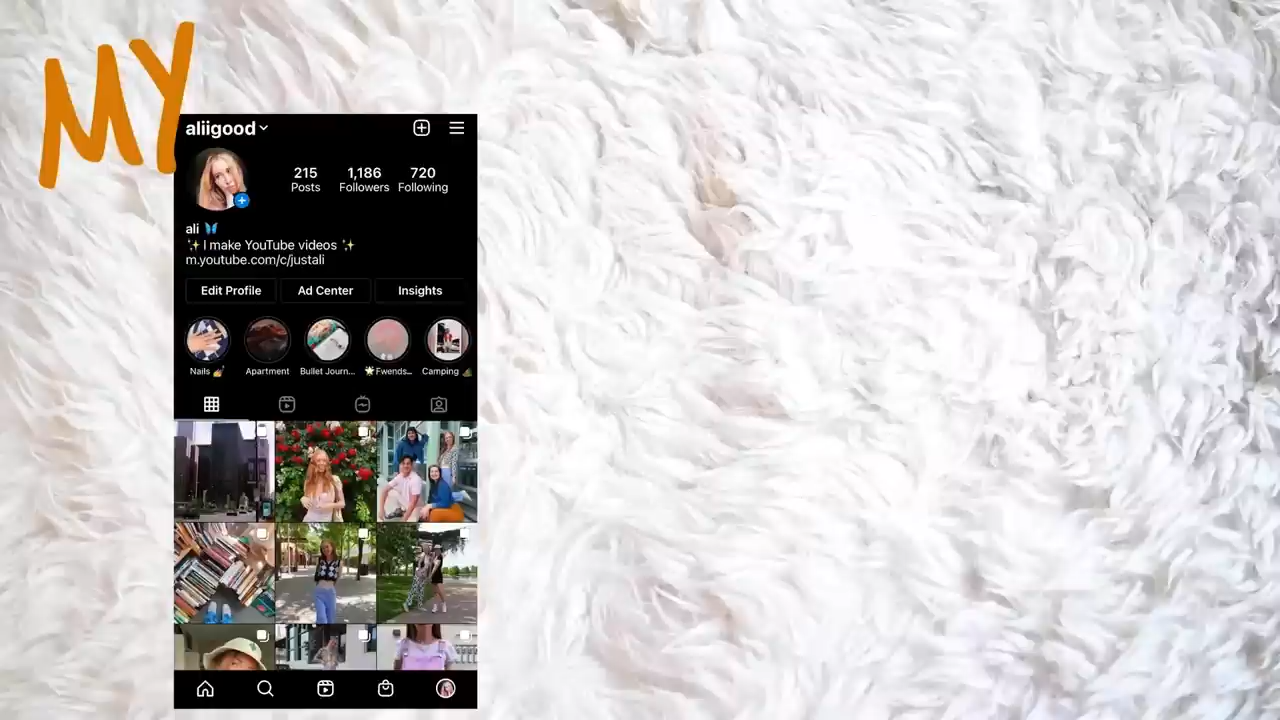 MY
aliigood
215 1,186 720
Posts Followers Following
ali
✨ I make YouTube videos ✨
m.youtube.com/c/justali
Edit Profile Ad Center Insights
Nails Apartment Bullet Journ... Fwends... Camping